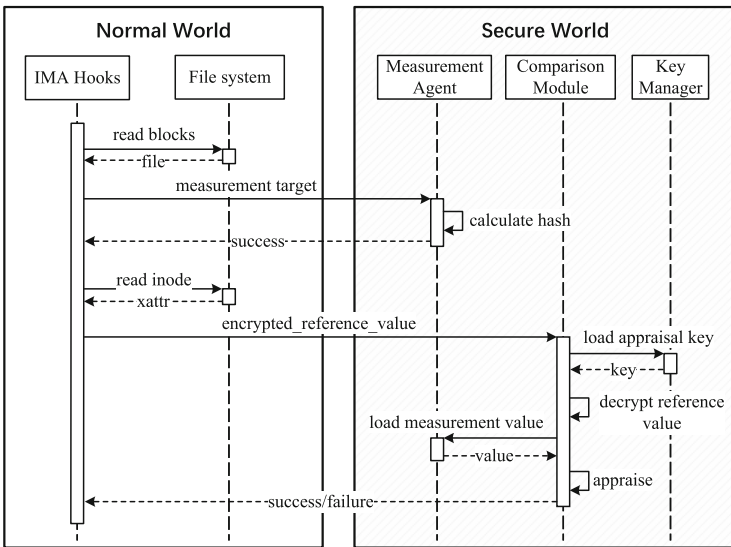 Normal World
Secure World
IMA Hooks
File system
Measurement
Agent
Comparison
Module
Key
Manager
read blocks
file
measurement target
calculate hash
success
read inode
xattr
encrypted_reference_value
load appraisal key
key
decrypt reference
value
load measurement value
value
appraise
success/failure